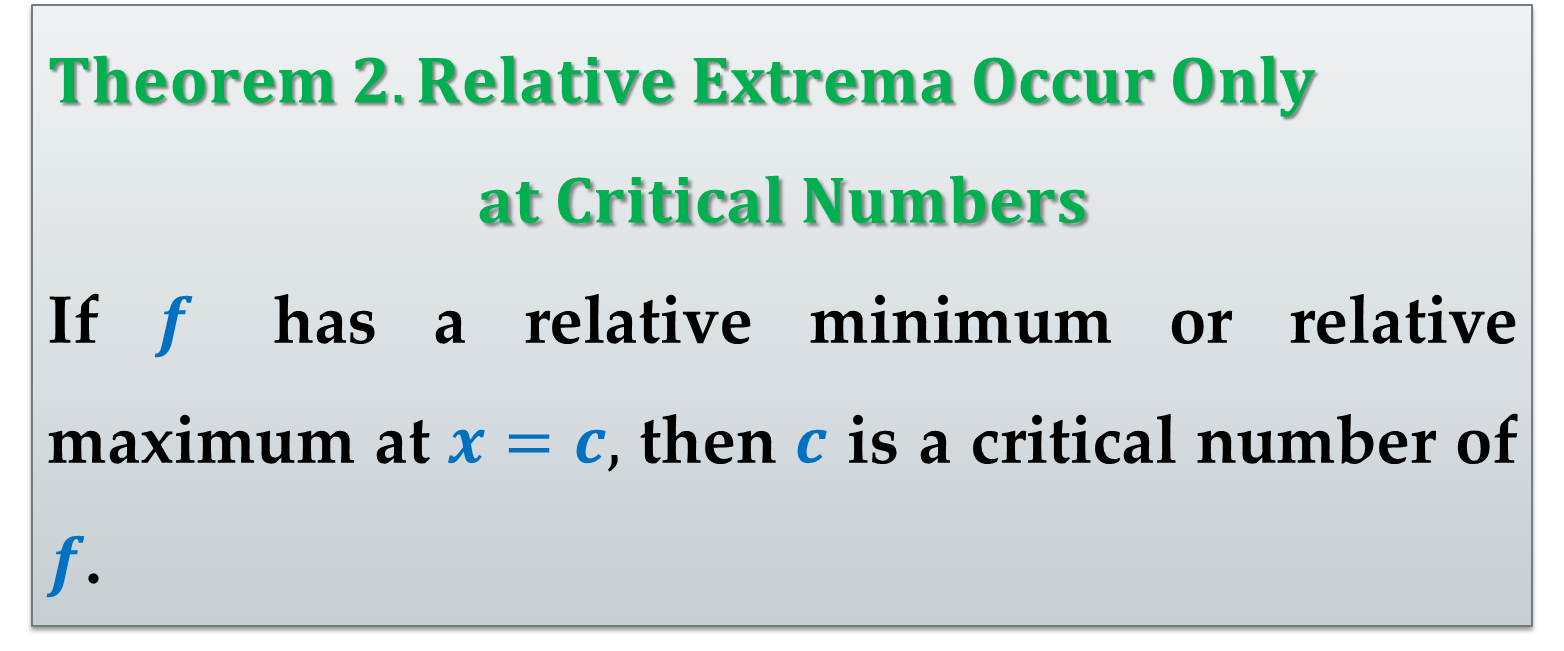 Theorem 2. Relative Extrema Occur Only
at Critical Numbers
If f has a relative minimum or relative
maximum at x = c, then c is a critical number of
f.